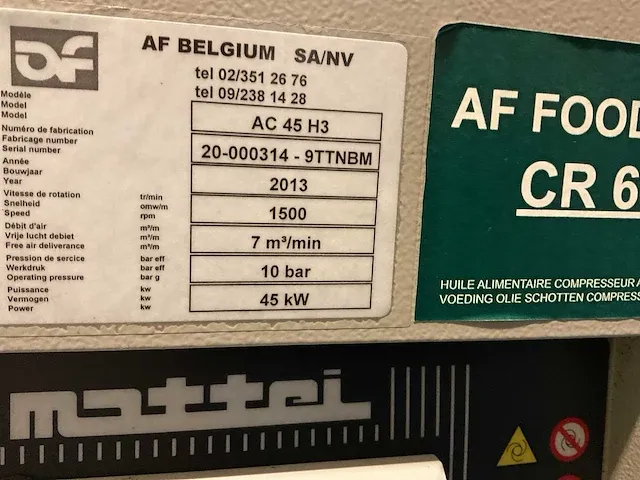 af
AF BELGIUM SA/NV
tel 02/351 26 76
tel 09/238 14 28
Modèle
Model
Model
AC 45 H3
Numéro de fabrication
Fabricage number
Serial number
20-000314 - 9TTNBM
Année
Bouwjaar
Year
2013
Vitesse de rotation tr/min
Snelheid omw/m
Speed rpm
1500
Débit d'air m³/m
Vrije lucht debiet m³/m
Free air deliverance m³/m
7 m³/min
Pression de sercice bar eff
Werkdruk bar eff
Operating pressure bar g
10 bar
Puissance kw
Vermogen kw
Power kw
45 kW
AF FOOD
CR 6
HUILE ALIMENTAIRE COMPRESSEUR A
VOEDING OLIE SCHOTTEN COMPRESS
mattei